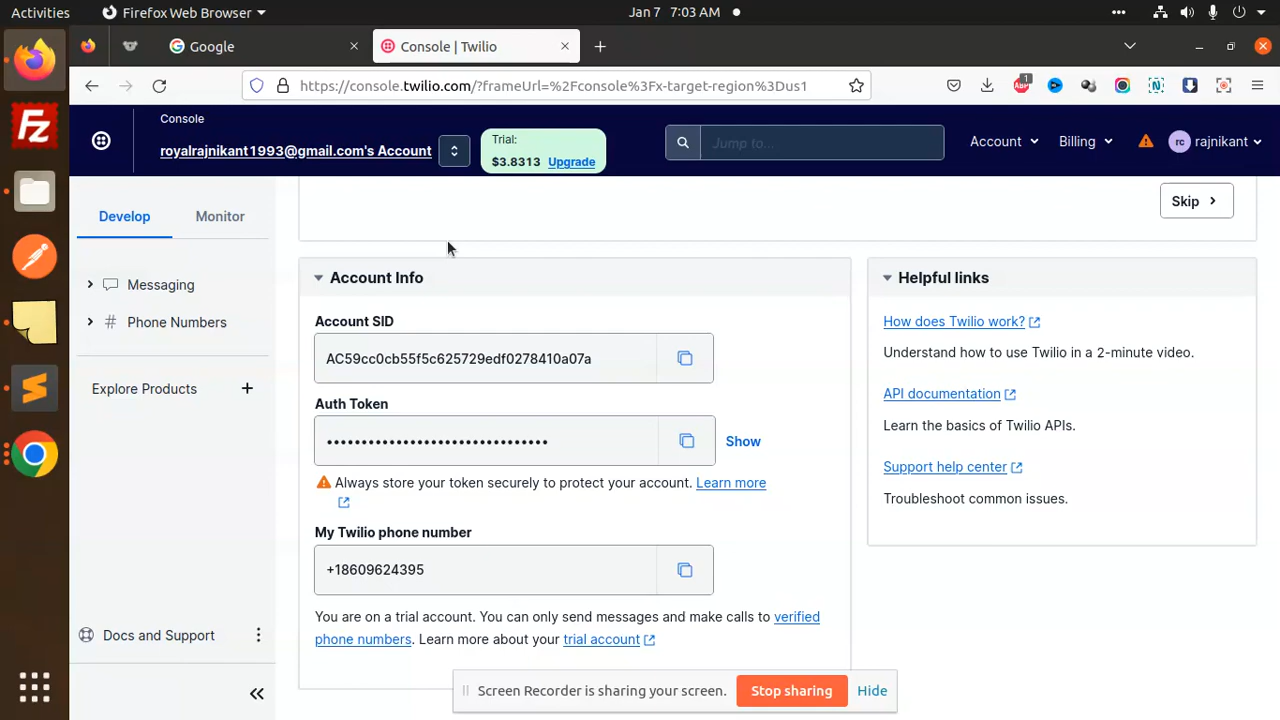 Activities
Firefox Web Browser
Jan 7 7:03 AM
Google
Console | Twilio
https://console.twilio.com/?frameUrl=%2Fconsole%3Fx-target-region%3Dus1
ABP
1
N
Console
royalrajnikant1993@gmail.com's Account
Trial:
$3.8313 Upgrade
Jump to...
Account
Billing
rc
rajnikant
Develop
Monitor
Skip
Messaging
Phone Numbers
Explore Products
Docs and Support
Account Info
Account SID
AC59cc0cb55f5c625729edf0278410a07a
Auth Token
••••••••••••••••••••••••••••••••
Show
Always store your token securely to protect your account. Learn more
My Twilio phone number
+18609624395
You are on a trial account. You can only send messages and make calls to verified
phone numbers. Learn more about your trial account
Helpful links
How does Twilio work?
Understand how to use Twilio in a 2-minute video.
API documentation
Learn the basics of Twilio APIs.
Support help center
Troubleshoot common issues.
Screen Recorder is sharing your screen.
Stop sharing
Hide